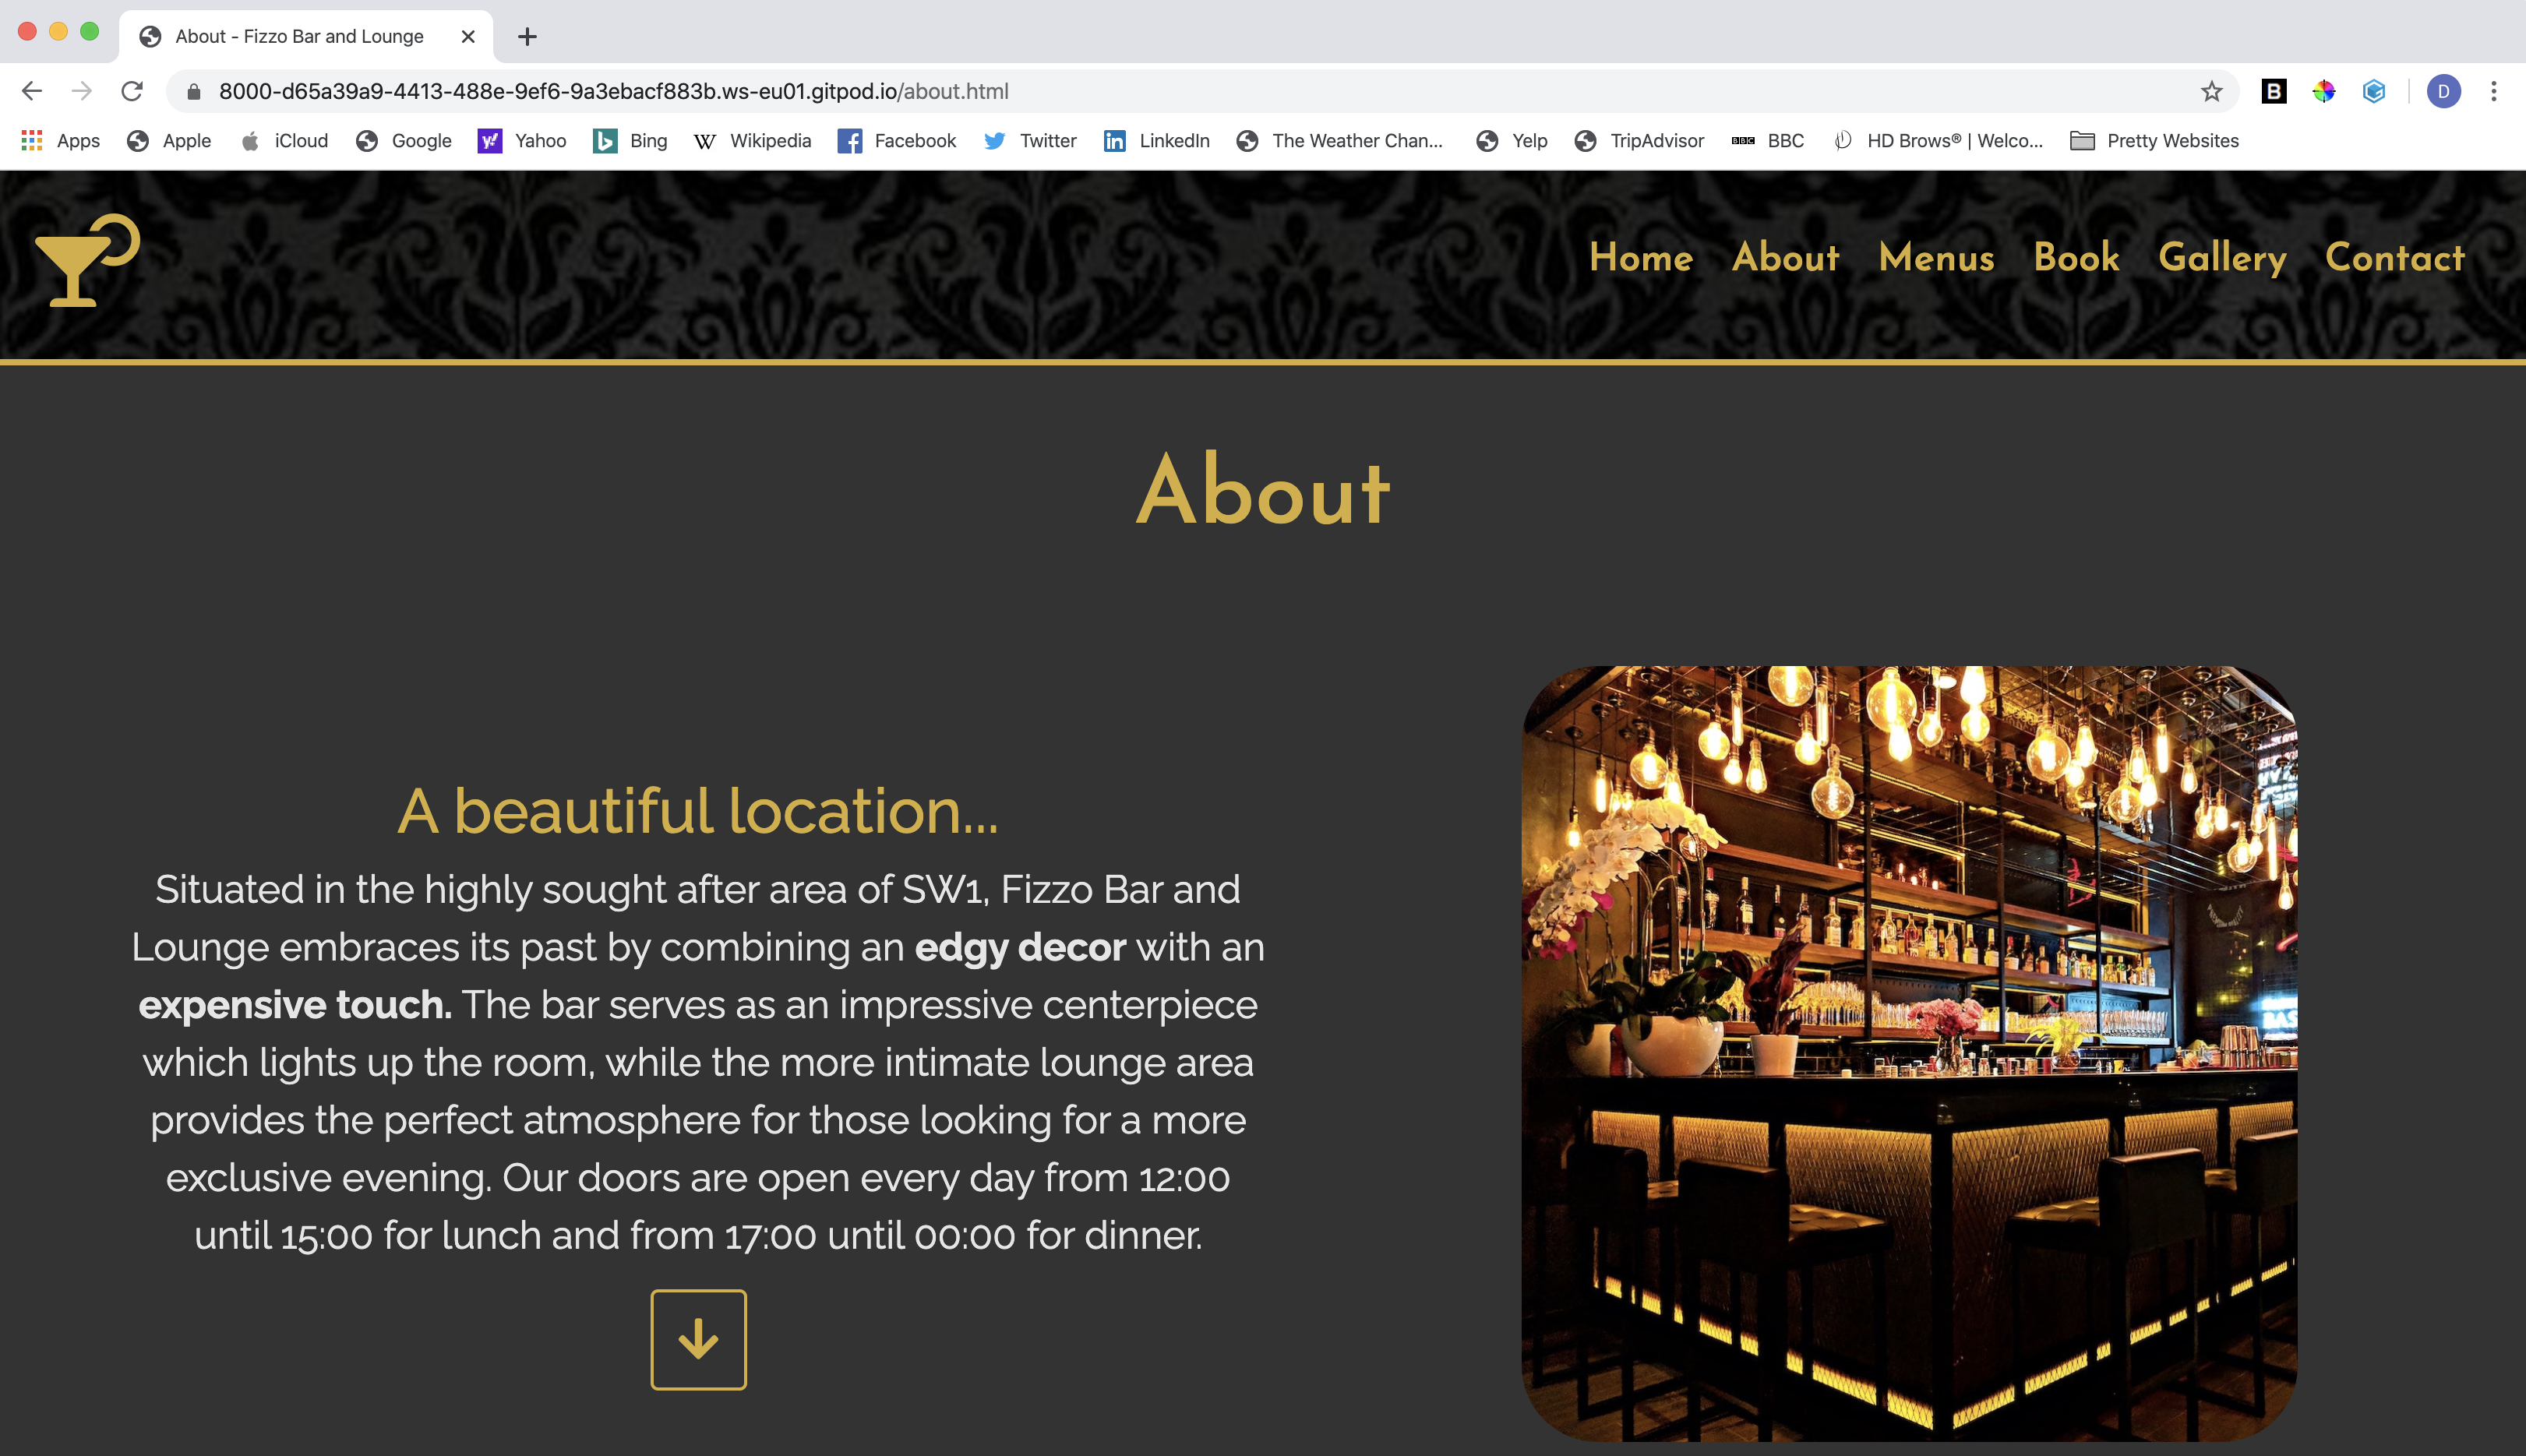 About - Fizzo Bar and Lounge
8000-d65a39a9-4413-488e-9ef6-9a3ebacf883b.ws-eu01.gitpod.io/about.html
B
D
Apps Apple iCloud Google Yahoo Bing Wikipedia Facebook Twitter LinkedIn The Weather Chan... Yelp TripAdvisor BBC BBC HD Brows® | Welco... Pretty Websites
Home About Menus Book Gallery Contact
About
A beautiful location...
Situated in the highly sought after area of SW1, Fizzo Bar and
Lounge embraces its past by combining an edgy decor with an
expensive touch. The bar serves as an impressive centerpiece
which lights up the room, while the more intimate lounge area
provides the perfect atmosphere for those looking for a more
exclusive evening. Our doors are open every day from 12:00
until 15:00 for lunch and from 17:00 until 00:00 for dinner.